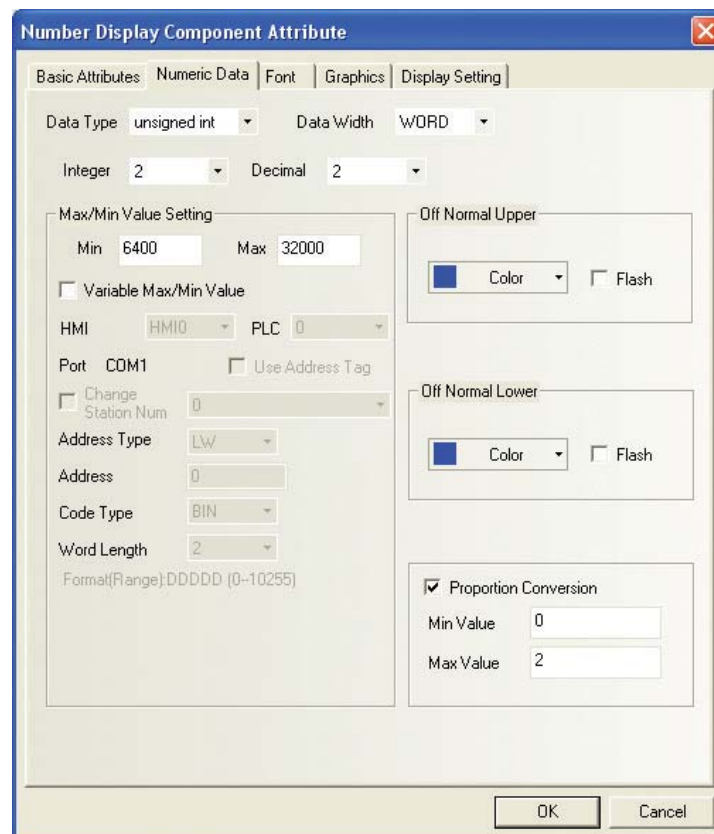 Number Display Component Attribute
Basic Attributes Numeric Data Font Graphics Display Setting
Data Type unsigned int Data Width WORD
Integer 2 Decimal 2
Max/Min Value Setting
Min 6400 Max 32000
Variable Max/Min Value
HMI HMI0 PLC 0
Port COM1 Use Address Tag
Change
Station Num 0
Address Type LW
Address 0
Code Type BIN
Word Length 2
Format(Range):DDDDD (0~10255)
Off Normal Upper
Color Flash
Off Normal Lower
Color Flash
Proportion Conversion
Min Value 0
Max Value 2
OK Cancel